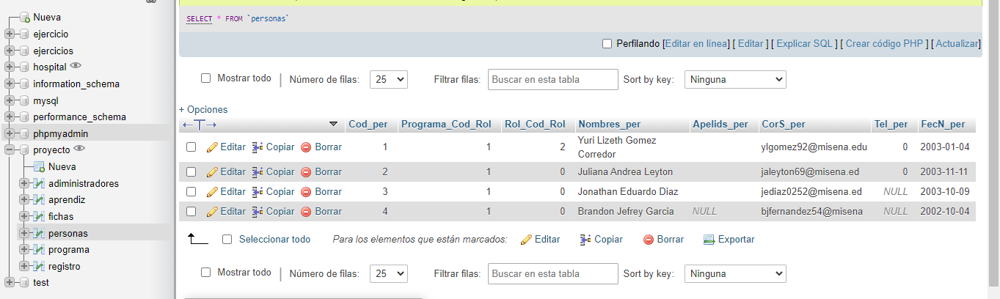 Nueva
ejercicio
ejercicios
hospital
information_schema
mysql
performance_schema
phpmyadmin
proyecto
Nueva
adiministradores
aprendiz
fichas
personas
programa
registro
test
SELECT * FROM `personas`
Perfilando [Editar en línea] [ Editar ] [ Explicar SQL ] [ Crear código PHP ] [ Actualizar]
Mostrar todo Número de filas: 25 Filtrar filas: Buscar en esta tabla Sort by key: Ninguna
+ Opciones
Cod_per Programa_Cod_Rol Rol_Cod_Rol Nombres_per Apelids_per CorS_per Tel_per FecN_per
Editar Copiar Borrar 1 1 2 Yuri Lizeth Gomez Corredor ylgomez92@misena.edu 0 2003-01-04
Editar Copiar Borrar 2 1 0 Juliana Andrea Leyton jaleyton69@misena.ed 0 2003-11-11
Editar Copiar Borrar 3 1 0 Jonathan Eduardo Diaz jediaz0252@misena.ed NULL 2003-10-09
Editar Copiar Borrar 4 1 0 Brandon Jefrey Garcia NULL bjfernandez54@misena NULL 2002-10-04
Seleccionar todo Para los elementos que están marcados: Editar Copiar Borrar Exportar
Mostrar todo Número de filas: 25 Filtrar filas: Buscar en esta tabla Sort by key: Ninguna